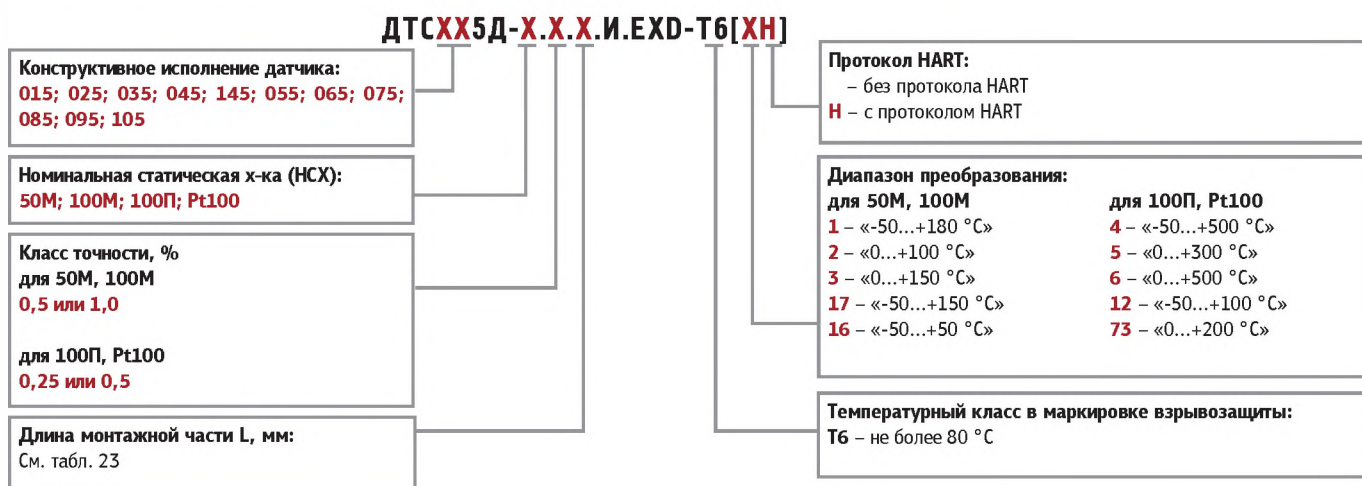 ДТСХХ5Д-Х.Х.Х.И.EXD-T6[ХН]
Конструктивное исполнение датчика:
015; 025; 035; 045; 145; 055; 065; 075;
085; 095; 105
Номинальная статическая х-ка (НСХ):
50М; 100М; 100П; Pt100
Класс точности, %
для 50М, 100М
0,5 или 1,0
для 100П, Pt100
0,25 или 0,5
Длина монтажной части L, мм:
См. табл. 23
Протокол HART:
– без протокола HART
Н – с протоколом HART
Диапазон преобразования:
для 50М, 100М
1 – «-50...+180 °С»
2 – «0...+100 °С»
3 – «0...+150 °С»
17 – «-50...+150 °С»
16 – «-50...+50 °С»
для 100П, Pt100
4 – «-50...+500 °С»
5 – «0...+300 °С»
6 – «0...+500 °С»
12 – «-50...+100 °С»
73 – «0...+200 °С»
Температурный класс в маркировке взрывозащиты:
Т6 – не более 80 °С